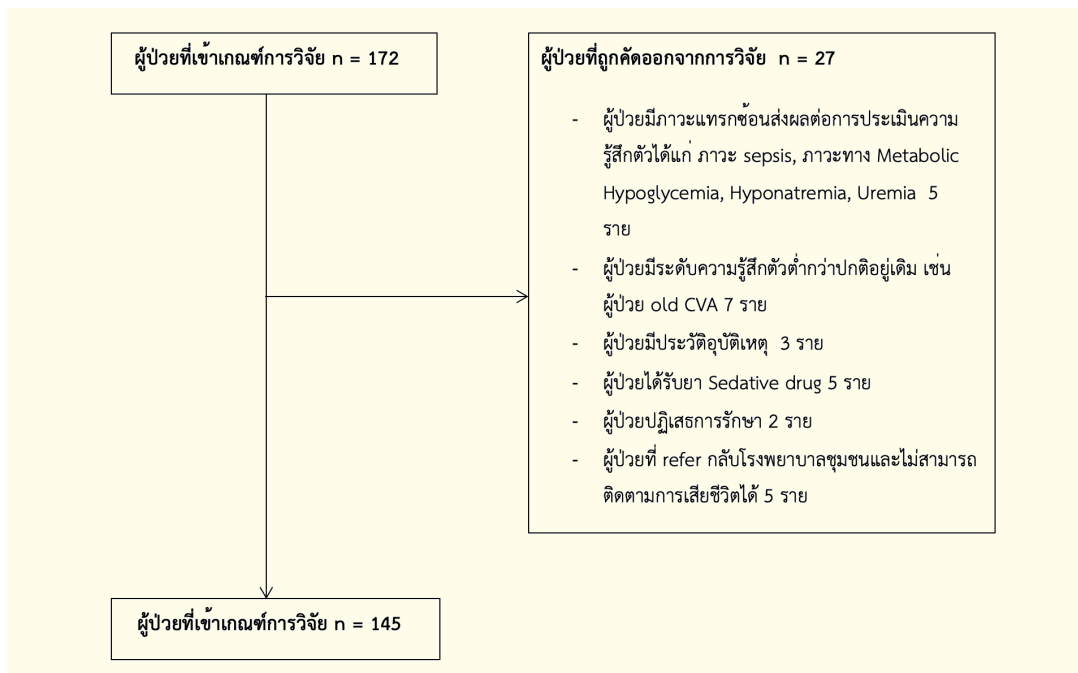 ผู้ป่วยที่เข้าเกณฑ์การวิจัย n = 172
ผู้ป่วยที่ถูกคัดออกจากการวิจัย n = 27
- ผู้ป่วยมีภาวะแทรกซ้อนส่งผลต่อการประเมินความ
รู้สึกตัวได้แก่ ภาวะ sepsis, ภาวะทาง Metabolic
Hypoglycemia, Hyponatremia, Uremia 5
ราย
- ผู้ป่วยมีระดับความรู้สึกตัวต่ำกว่าปกติอยู่เดิม เช่น
ผู้ป่วย old CVA 7 ราย
- ผู้ป่วยมีประวัติอุบัติเหตุ 3 ราย
- ผู้ป่วยได้รับยา Sedative drug 5 ราย
- ผู้ป่วยปฏิเสธการรักษา 2 ราย
- ผู้ป่วยที่ refer กลับโรงพยาบาลชุมชนและไม่สามารถ
ติดตามการเสียชีวิตได้ 5 ราย
ผู้ป่วยที่เข้าเกณฑ์การวิจัย n = 145